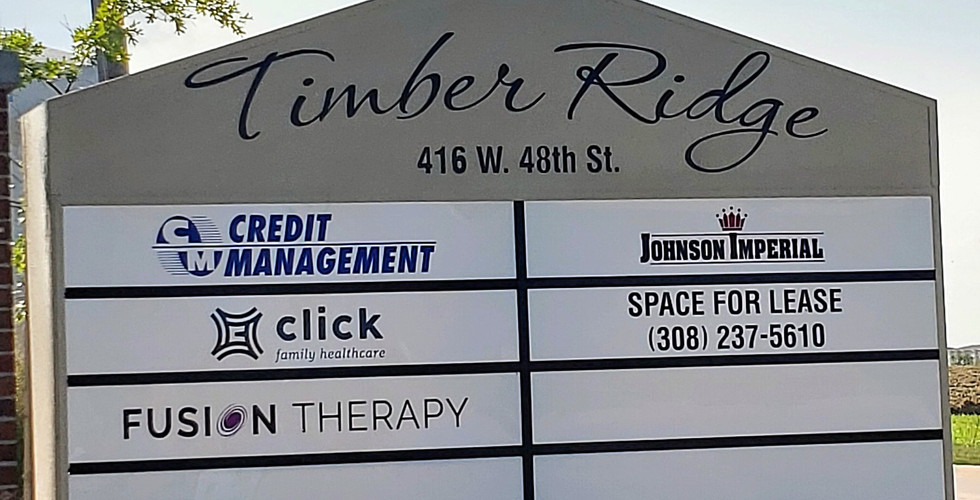 Timber Ridge
416 W. 48th St.
CM CREDIT
MANAGEMENT
JOHNSON IMPERIAL
click
family healthcare
SPACE FOR LEASE
(308) 237-5610
FUSION THERAPY